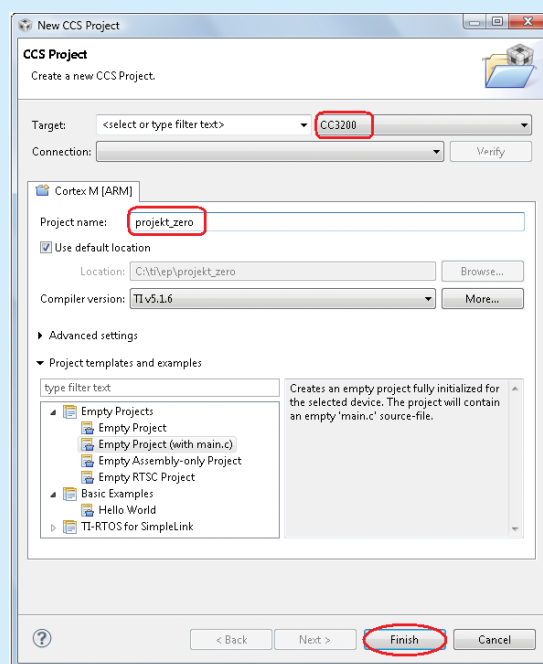 New CCS Project
CCS Project
Create a new CCS Project.
Target: <select or type filter text> CC3200
Connection: Verify
Cortex M [ARM]
Project name: projekt_zero
Use default location
Location: C:\ti\ep\projekt_zero Browse...
Compiler version: TI v5.1.6 More...
Advanced settings
Project templates and examples
type filter text
Empty Projects
Empty Project
Empty Project (with main.c)
Empty Assembly-only Project
Empty RTSC Project
Basic Examples
Hello World
TI-RTOS for SimpleLink
Creates an empty project fully initialized for
the selected device. The project will contain
an empty 'main.c' source-file.
? < Back Next > Finish Cancel